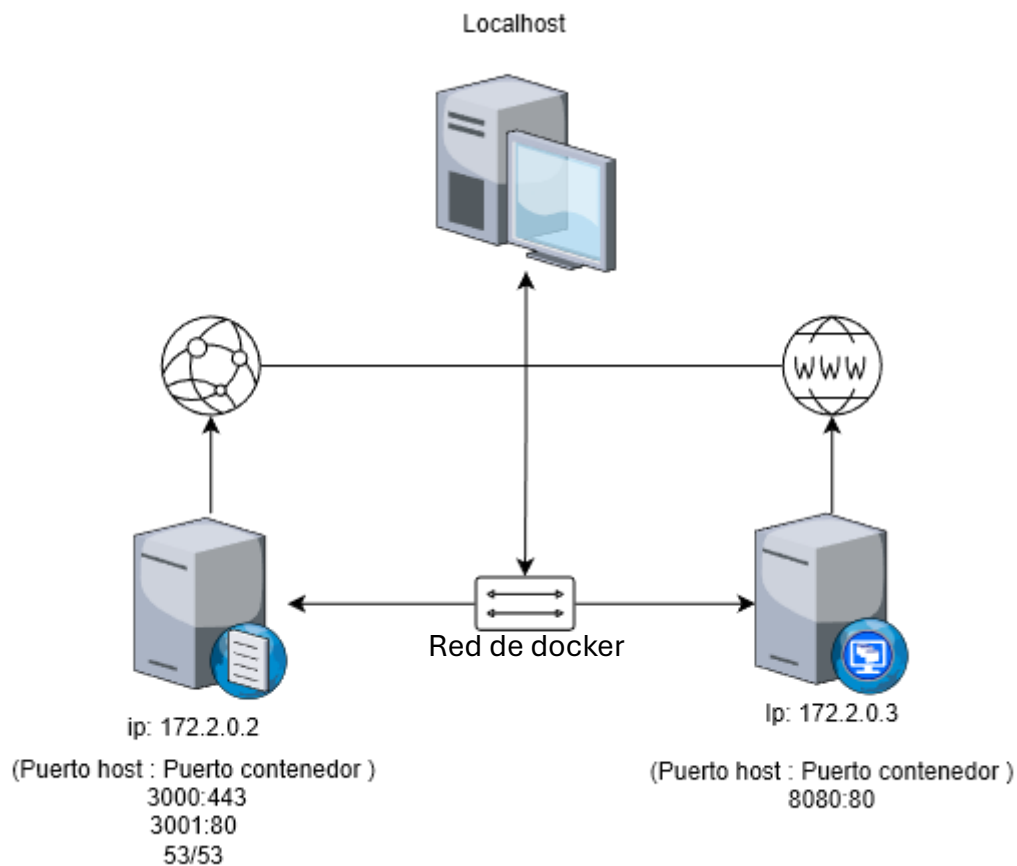 Localhost
WWW
Red de docker
ip: 172.2.0.2
(Puerto host : Puerto contenedor )
3000:443
3001:80
53/53
Ip: 172.2.0.3
(Puerto host : Puerto contenedor )
8080:80